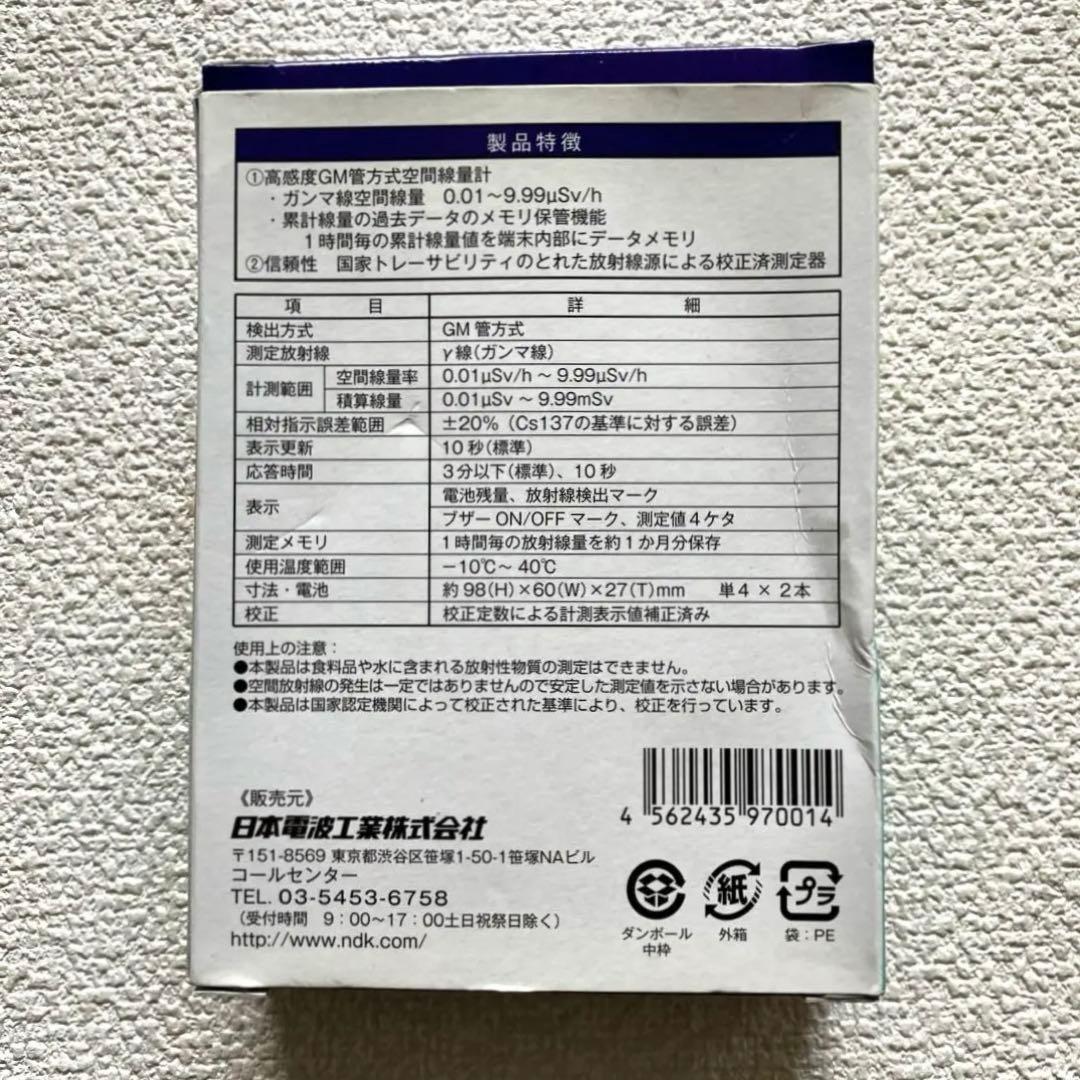 製品特徴
①高感度GM管方式空間線量計
・ガンマ線空間線量 0.01～9.99μSv/h
・累計線量の過去データのメモリ保管機能
1時間毎の累計線量値を端末内部にデータメモリ
②信頼性 国家トレーサビリティのとれた放射線源による校正済測定器
項 目 詳 細
検出方式 GM管方式
測定放射線 γ線(ガンマ線)
計測範囲 空間線量率 0.01μSv/h ～ 9.99μSv/h
積算線量 0.01μSv ～ 9.99mSv
相対指示誤差範囲 ±20%（Cs137の基準に対する誤差）
表示更新 10秒(標準)
応答時間 3分以下(標準)、10秒
表示 電池残量、放射線検出マーク
ブザー ON/OFF マーク、測定値4ケタ
測定メモリ 1時間毎の放射線量を約1か月分保存
使用温度範囲 －10℃～ 40℃
寸法・電池 約98(H)×60(W)×27(T)mm 単4 × 2本
校正 校正定数による計測表示値補正済み
使用上の注意：
●本製品は食料品や水に含まれる放射性物質の測定はできません。
●空間放射線の発生は一定ではありませんので安定した測定値を示さない場合があります。
●本製品は国家認定機関によって校正された基準により、校正を行っています。
《販売元》
日本電波工業株式会社
〒151-8569 東京都渋谷区笹塚1-50-1笹塚NAビル
コールセンター
TEL. 03-5453-6758
（受付時間 9：00～17：00土日祝祭日除く）
http://www.ndk.com/
4 562435 970014
紙 プラ
ダンボール 外箱 袋：PE
中枠